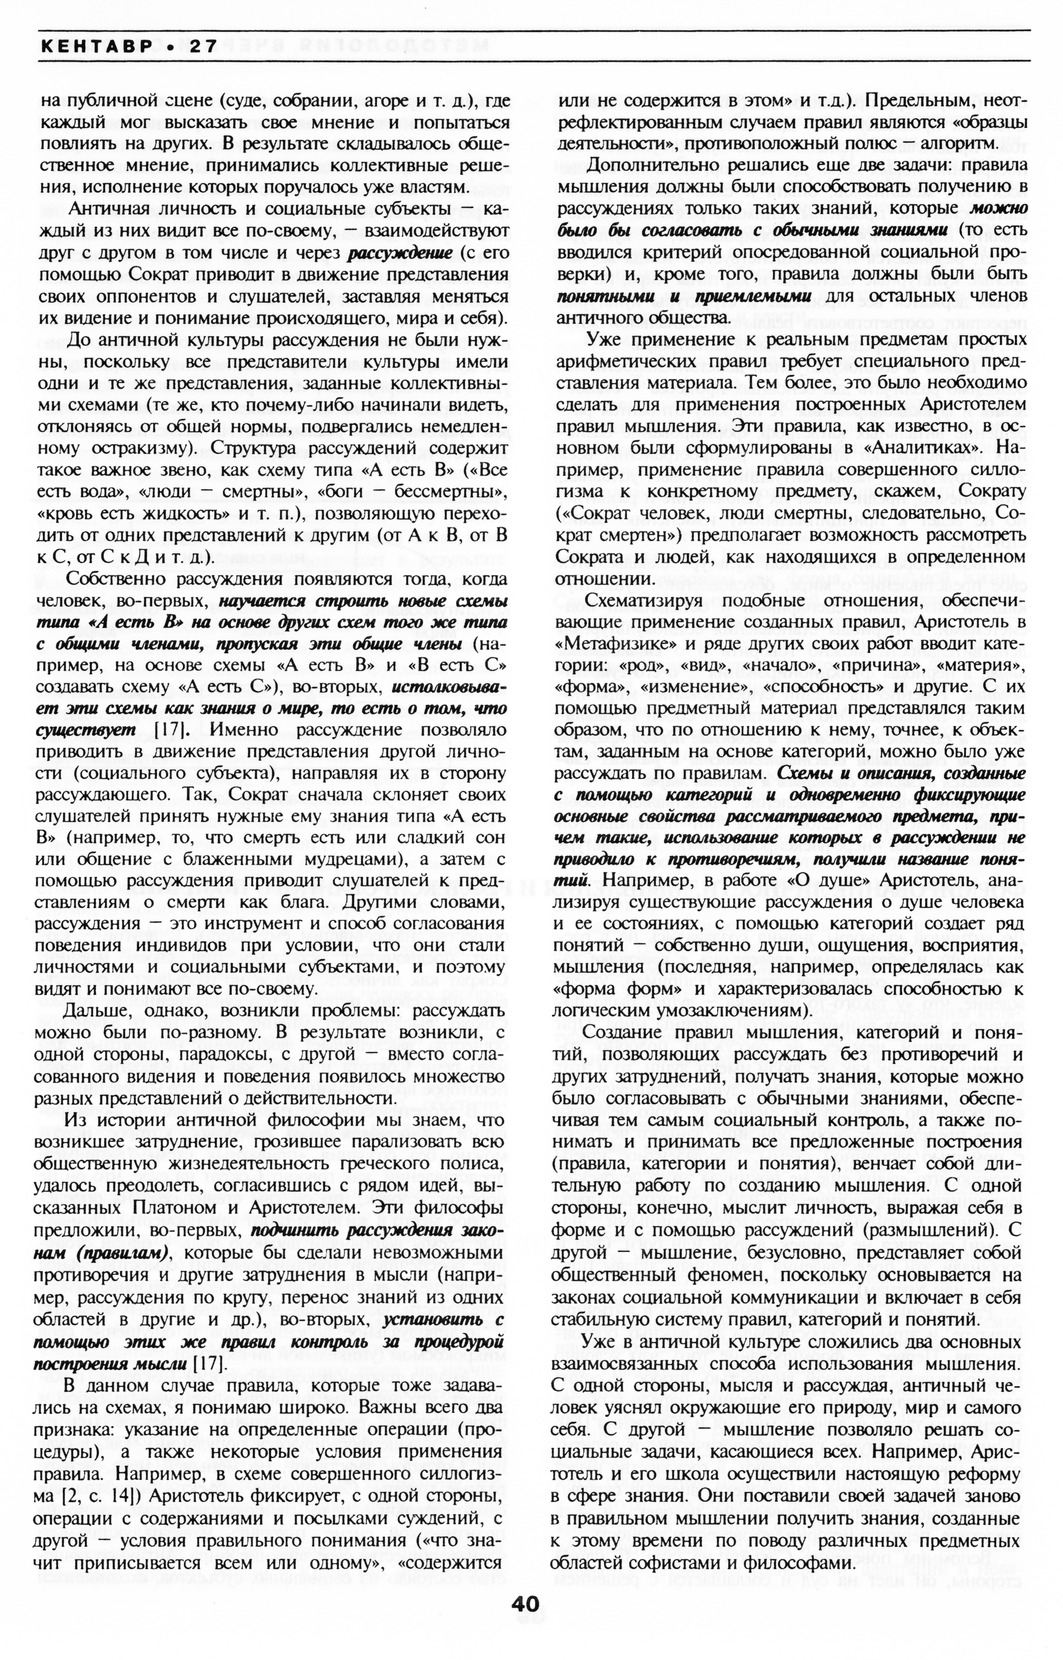 КЕНТАВР • 27
на публичной сцене (суде, собрании, агоре и т. д.), где
каждый мог высказать свое мнение и попытаться
повлиять на других. В результате складывалось обще-
ственное мнение, принимались коллективные реше-
ния, исполнение которых поручалось уже властям.
Античная личность и социальные субъекты — ка-
ждый из них видит все по-своему, — взаимодействуют
друг с другом в том числе и через рассуждение (с его
помощью Сократ приводит в движение представления
своих оппонентов и слушателей, заставляя меняться
их видение и понимание происходящего, мира и себя).
До античной культуры рассуждения не были нуж-
ны, поскольку все представители культуры имели
одни и те же представления, заданные коллективны-
ми схемами (те же, кто почему-либо начинали видеть,
отклоняясь от общей нормы, подвергались немедлен-
ному остракизму). Структура рассуждений содержит
такое важное звено, как схему типа «А есть В» («Все
есть вода», «люди — смертны», «боги — бессмертны»,
«кровь есть жидкость» и т. п.), позволяющую перехо-
дить от одних представлений к другим (от А к В, от В
к С, от С к Д и т. д.).
Собственно рассуждения появляются тогда, когда
человек, во-первых, научается строить новые схемы
типа «А есть В» на основе других схем того же типа
с общими членами, пропуская эти общие члены (на-
пример, на основе схемы «А есть В» и «В есть С»
создавать схему «А есть С»), во-вторых, истолковыва-
ет эти схемы как знания о мире, то есть о том, что
существует [17]. Именно рассуждение позволяло
приводить в движение представления другой лично-
сти (социального субъекта), направляя их в сторону
рассуждающего. Так, Сократ сначала склоняет своих
слушателей принять нужные ему знания типа «А есть
В» (например, то, что смерть есть или сладкий сон
или общение с блаженными мудрецами), а затем с
помощью рассуждения приводит слушателей к пред-
ставлениям о смерти как блага. Другими словами,
рассуждения — это инструмент и способ согласования
поведения индивидов при условии, что они стали
личностями и социальными субъектами, и поэтому
видят и понимают все по-своему.
Дальше, однако, возникли проблемы: рассуждать
можно были по-разному. В результате возникли, с
одной стороны, парадоксы, с другой — вместо согла-
сованного видения и поведения появилось множество
разных представлений о действительности.
Из истории античной философии мы знаем, что
возникшее затруднение, грозившее парализовать всю
общественную жизнедеятельность греческого полиса,
удалось преодолеть, согласившись с рядом идей, вы-
сказанных Платоном и Аристотелем. Эти философы
предложили, во-первых, подчинить рассуждения зако-
нам (правилам), которые бы сделали невозможными
противоречия и другие затруднения в мысли (напри-
мер, рассуждения по кругу, перенос знаний из одних
областей в другие и др.), во-вторых, установить с
помощью этих же правил контроль за процедурой
построения мысли [17].
В данном случае правила, которые тоже задава-
лись на схемах, я понимаю широко. Важны всего два
признака: указание на определенные операции (про-
цедуры), а также некоторые условия применения
правила. Например, в схеме совершенного силлогиз-
ма [2, с. 14]) Аристотель фиксирует, с одной стороны,
операции с содержаниями и посылками суждений, с
другой — условия правильного понимания («что зна-
чит приписывается всем или одному», «содержится
или не содержится в этом» и т.д.). Предельным, неот-
рефлектированным случаем правил являются «образцы
деятельности», противоположный полюс — алгоритм.
Дополнительно решались еще две задачи: правила
мышления должны были способствовать получению в
рассуждениях только таких знаний, которые можно
было бы согласовать с обычными знаниями (то есть
вводился критерий опосредованной социальной про-
верки) и, кроме того, правила должны были быть
понятными и приемлемыми для остальных членов
античного общества.
Уже применение к реальным предметам простых
арифметических правил требует специального пред-
ставления материала. Тем более, это было необходимо
сделать для применения построенных Аристотелем
правил мышления. Эти правила, как известно, в ос-
новном были сформулированы в «Аналитиках». На-
пример, применение правила совершенного силло-
гизма к конкретному предмету, скажем, Сократу
(«Сократ человек, люди смертны, следовательно, Со-
крат смертен») предполагает возможность рассмотреть
Сократа и людей, как находящихся в определенном
отношении.
Схематизируя подобные отношения, обеспечи-
вающие применение созданных правил, Аристотель в
«Метафизике» и ряде других своих работ вводит кате-
гории: «род», «вид», «начало», «причина», «материя»,
«форма», «изменение», «способность» и другие. С их
помощью предметный материал представлялся таким
образом, что по отношению к нему, точнее, к объек-
там, заданным на основе категорий, можно было уже
рассуждать по правилам. Схемы и описания, созданные
с помощью категорий и одновременно фиксирующие
основные свойства рассматриваемого предмета, при-
чем такие, использование которых в рассуждении не
приводило к противоречиям, получили название поня-
тий. Например, в работе «О душе» Аристотель, ана-
лизируя существующие рассуждения о душе человека
и ее состояниях, с помощью категорий создает ряд
понятий — собственно души, ощущения, восприятия,
мышления (последняя, например, определялась как
«форма форм» и характеризовалась способностью к
логическим умозаключениям).
Создание правил мышления, категорий и поня-
тий, позволяющих рассуждать без противоречий и
других затруднений, получать знания, которые можно
было согласовывать с обычными знаниями, обеспе-
чивая тем самым социальный контроль, а также по-
нимать и принимать все предложенные построения
(правила, категории и понятия), венчает собой дли-
тельную работу по созданию мышления. С одной
стороны, конечно, мыслит личность, выражая себя в
форме и с помощью рассуждений (размышлений). С
другой — мышление, безусловно, представляет собой
общественный феномен, поскольку основывается на
законах социальной коммуникации и включает в себя
стабильную систему правил, категорий и понятий.
Уже в античной культуре сложились два основных
взаимосвязанных способа использования мышления.
С одной стороны, мысля и рассуждая, античный че-
ловек уяснял окружающие его природу, мир и самого
себя. С другой — мышление позволяло решать со-
циальные задачи, касающиеся всех. Например, Арис-
тотель и его школа осуществили настоящую реформу
в сфере знания. Они поставили своей задачей заново
в правильном мышлении получить знания, созданные
к этому времени по поводу различных предметных
областей софистами и философами.
40